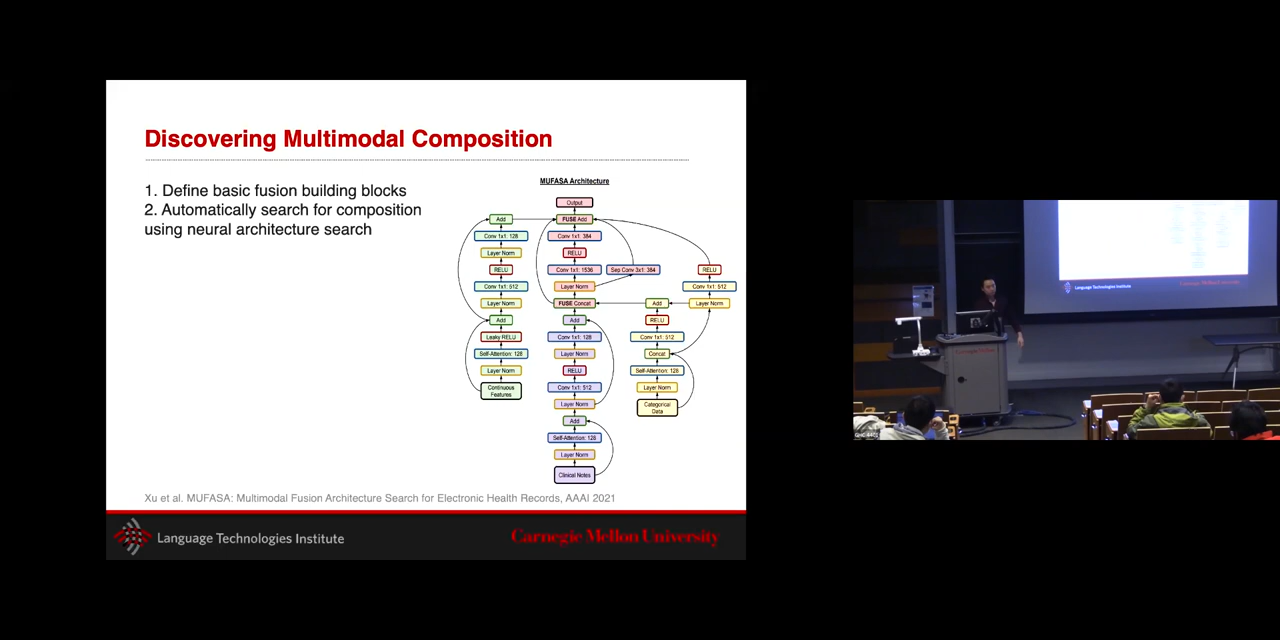 Discovering Multimodal Composition
1. Define basic fusion building blocks
2. Automatically search for composition
using neural architecture search
MUFASA Architecture
Output
Add
FUSE Add
Conv 1x1: 128
Conv 1x1: 384
Layer Norm
RELU
RELU
Conv 1x1: 1536
Sep Conv 3x1: 384
RELU
Conv 1x1: 512
Layer Norm
Conv 1x1: 512
Layer Norm
FUSE Concat
Add
Layer Norm
Add
Add
RELU
Leaky RELU
Conv 1x1: 128
Conv 1x1: 512
Self-Attention: 128
Layer Norm
Concat
Layer Norm
RELU
Self-Attention: 128
Continuous
Features
Conv 1x1: 512
Layer Norm
Layer Norm
Categorical
Data
Add
Self-Attention: 128
Layer Norm
Clinical Notes
Xu et al, MUFASA: Multimodal Fusion Architecture Search for Electronic Health Records, AAAI 2021
Language Technologies Institute
Carnegie Mellon University
Language Technologies Institute